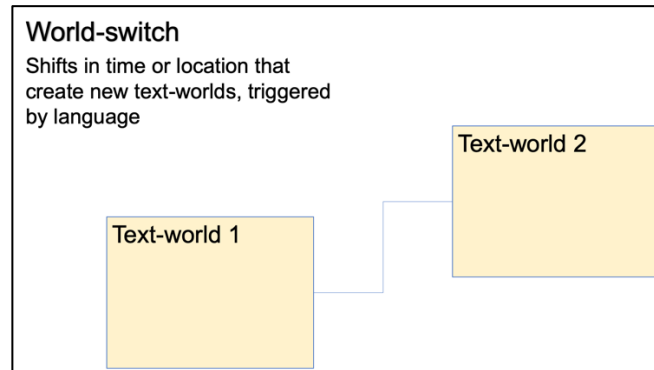 World-switch
Shifts in time or location that
create new text-worlds, triggered
by language
Text-world 2
Text-world 1